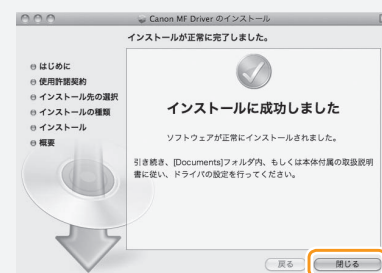 Canon MF Driver のインストール
インストールが正常に完了しました。
はじめに
使用許諾契約
インストール先の選択
インストールの種類
インストール
概要
インストールに成功しました
ソフトウェアが正常にインストールされました。
引き続き、[Documents]フォルダ内、もしくは本体付属の取扱説明
書に従い、ドライバの設定を行ってください。
戻る
閉じる